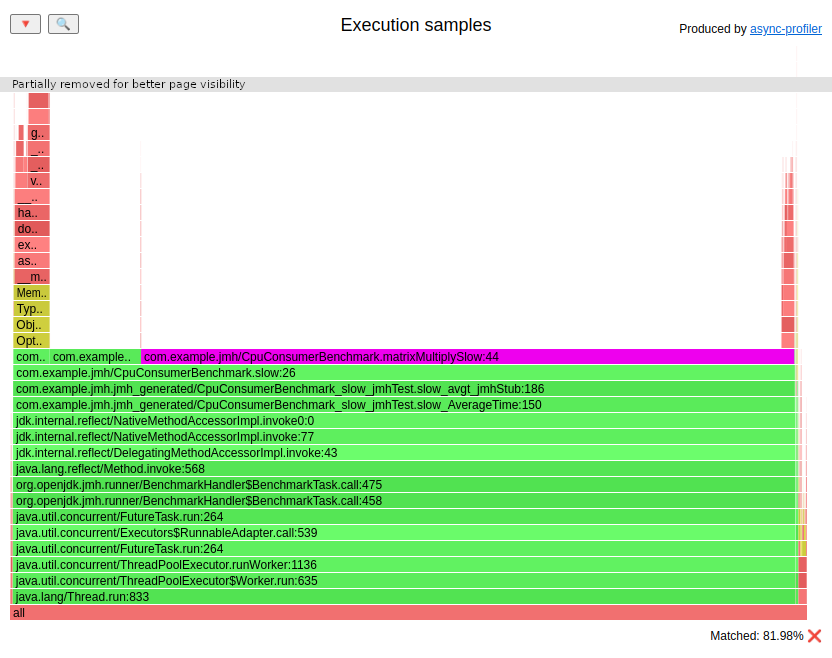 Execution samples
Produced by async-profiler
Partially removed for better page visibility
g..
_..
_..
v..
__..
ha..
do..
ex..
as..
__m..
Mem..
Typ..
Obj..
Opt..
com.. com.example.. com.example.jmh/CpuConsumerBenchmark.matrixMultiplySlow:44
com.example.jmh/CpuConsumerBenchmark.slow:26
com.example.jmh.jmh_generated/CpuConsumerBenchmark_slow_jmhTest.slow_avgt_jmhStub:186
com.example.jmh.jmh_generated/CpuConsumerBenchmark_slow_jmhTest.slow_AverageTime:150
jdk.internal.reflect/NativeMethodAccessorImpl.invoke0:0
jdk.internal.reflect/NativeMethodAccessorImpl.invoke:77
jdk.internal.reflect/DelegatingMethodAccessorImpl.invoke:43
java.lang.reflect/Method.invoke:568
org.openjdk.jmh.runner/BenchmarkHandler$BenchmarkTask.call:475
org.openjdk.jmh.runner/BenchmarkHandler$BenchmarkTask.call:458
java.util.concurrent/FutureTask.run:264
java.util.concurrent/Executors$RunnableAdapter.call:539
java.util.concurrent/FutureTask.run:264
java.util.concurrent/ThreadPoolExecutor.runWorker:1136
java.util.concurrent/ThreadPoolExecutor$Worker.run:635
java.lang/Thread.run:833
all
Matched: 81.98%